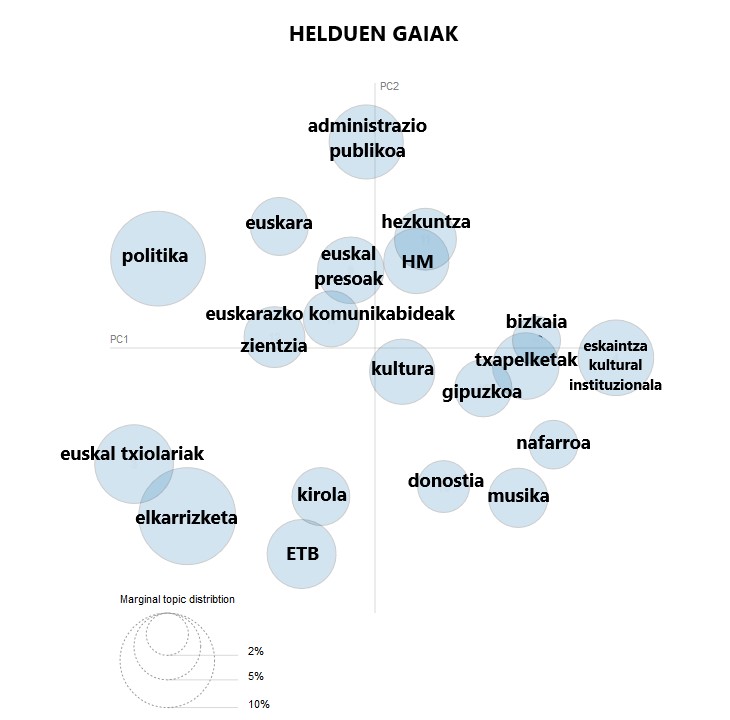 HELDUEN GAIAK
PC2
administrazio
publikoa
euskara
hezkuntza
politika
euskal
presoak
HM
euskarazko komunikabideak
bizkaia
PC1
zientzia
txapelketak
eskaintza
kultural
instituzionala
kultura
gipuzkoa
nafarroa
euskal txiolariak
donostia
musika
kirola
elkarrizketa
ETB
Marginal topic distribtion
2%
5%
10%